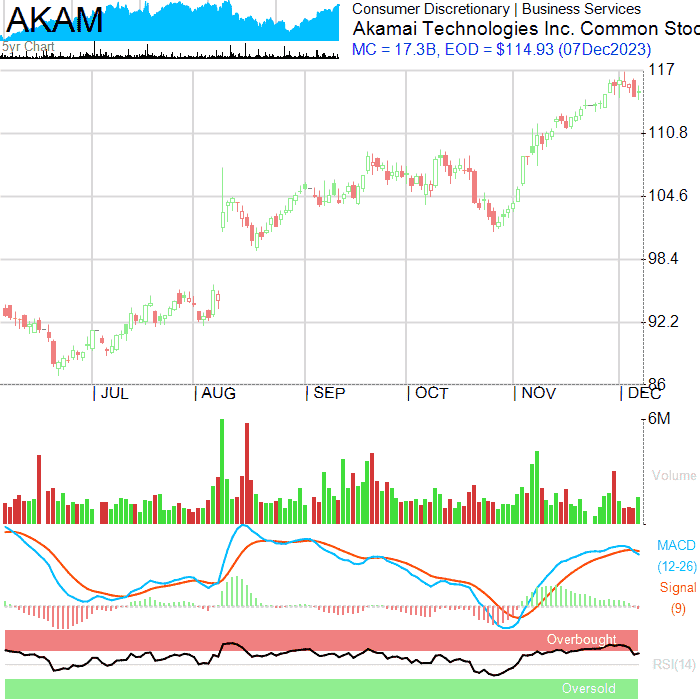 AKAM
5yr Chart
Consumer Discretionary | Business Services
Akamai Technologies Inc. Common Stoc
MC = 17.3B, EOD = $114.93 (07Dec2023)
117
110.8
104.6
98.4
92.2
86
| JUL | AUG | SEP | OCT | NOV | DEC
6M
Volume
MACD
(12-26)
Signal
(9)
Overbought
RSI(14)
Oversold